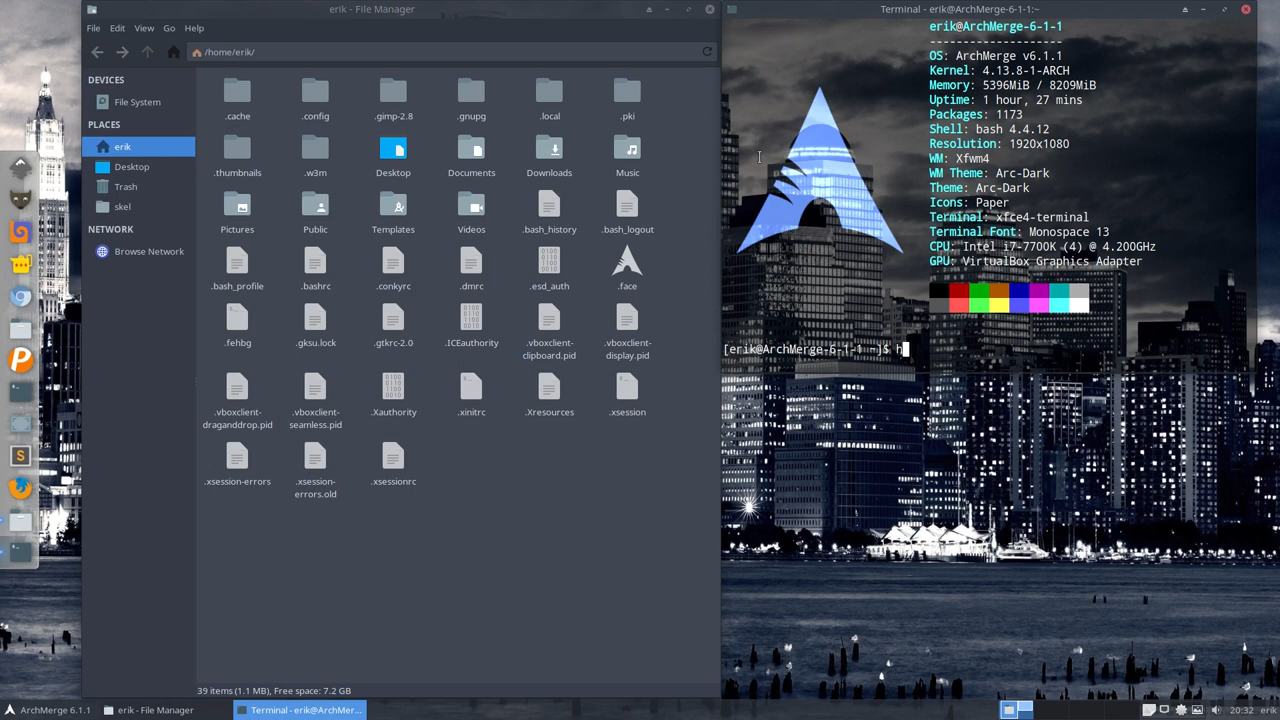 erik - File Manager
File Edit View Go Help
/home/erik/
DEVICES
File System
PLACES
erik
Desktop
Trash
skel
NETWORK
Browse Network
.cache .config .gimp-2.8 .gnupg .local .pki
.thumbnails .w3m Desktop Documents Downloads Music
Pictures Public Templates Videos .bash_history .bash_logout
.bash_profile .bashrc .conkyrc .dmrc .esd_auth .face
.fehbg .gksu.lock .gtkrc-2.0 .ICEauthority .vboxclient-clipboard.pid .vboxclient-display.pid
.vboxclient-draganddrop.pid .vboxclient-seamless.pid .Xauthority .xinitrc .Xresources .xsession
.xsession-errors .xsession-errors.old .xsessionrc
39 items (1.1 MB), Free space: 7.2 GB
Terminal - erik@ArchMerge-6-1-1:~
erik@ArchMerge-6-1-1
--------------------
OS: ArchMerge v6.1.1
Kernel: 4.13.8-1-ARCH
Memory: 5396MiB / 8209MiB
Uptime: 1 hour, 27 mins
Packages: 1173
Shell: bash 4.4.12
Resolution: 1920x1080
WM: Xfwm4
WM Theme: Arc-Dark
Theme: Arc-Dark
Icons: Paper
Terminal: xfce4-terminal
Terminal Font: Monospace 13
CPU: Intel i7-7700K (4) @ 4.200GHz
GPU: VirtualBox Graphics Adapter
[erik@ArchMerge-6-1-1 ~]$ h
ArchMerge 6.1.1 erik - File Manager Terminal - erik@ArchMer... 20:32 erik